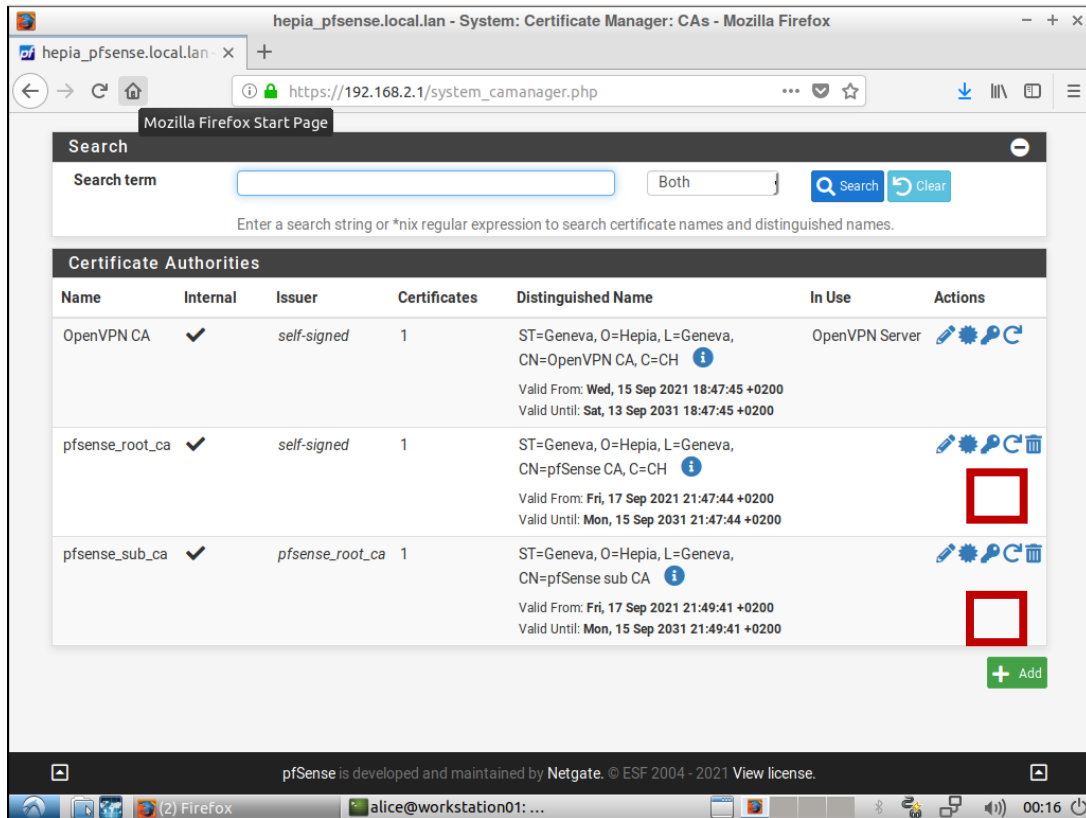 hepia_pfsense.local.lan - System: Certificate Manager: CAs - Mozilla Firefox
pf hepia_pfsense.local.lan -
https://192.168.2.1/system_camanager.php
Mozilla Firefox Start Page
Search
Search term Both Search Clear
Enter a search string or *nix regular expression to search certificate names and distinguished names.
Certificate Authorities
Name Internal Issuer Certificates Distinguished Name In Use Actions
OpenVPN CA self-signed 1 ST=Geneva, O=Hepia, L=Geneva, OpenVPN Server
CN=OpenVPN CA, C=CH
Valid From: Wed, 15 Sep 2021 18:47:45 +0200
Valid Until: Sat, 13 Sep 2031 18:47:45 +0200
pfsense_root_ca self-signed 1 ST=Geneva, O=Hepia, L=Geneva,
CN=pfSense CA, C=CH
Valid From: Fri, 17 Sep 2021 21:47:44 +0200
Valid Until: Mon, 15 Sep 2031 21:47:44 +0200
pfsense_sub_ca pfsense_root_ca 1 ST=Geneva, O=Hepia, L=Geneva,
CN=pfSense sub CA
Valid From: Fri, 17 Sep 2021 21:49:41 +0200
Valid Until: Mon, 15 Sep 2031 21:49:41 +0200
Add
pfSense is developed and maintained by Netgate. © ESF 2004 - 2021 View license.
(2) Firefox alice@workstation01: ... 00:16